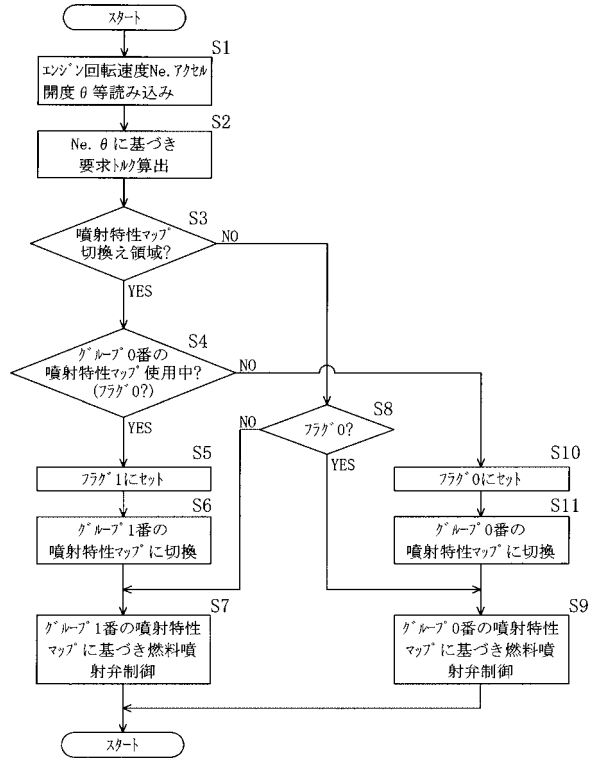 スタート
S1
エンジン回転速度Ne.アクセル
開度θ等読み込み
S2
Ne.θに基づき
要求トルク算出
S3
噴射特性マップ
切換え領域?
NO
YES
S4
グループ0番の
噴射特性マップ使用中?
(フラグ0?)
NO
YES
S8
フラグ0?
NO
YES
S5
フラグ1にセット
S10
フラグ0にセット
S6
グループ1番の
噴射特性マップに切換
S11
グループ0番の
噴射特性マップに切換
S7
グループ1番の噴射特性
マップに基づき燃料噴
射弁制御
S9
グループ0番の噴射特性
マップに基づき燃料噴
射弁制御
スタート